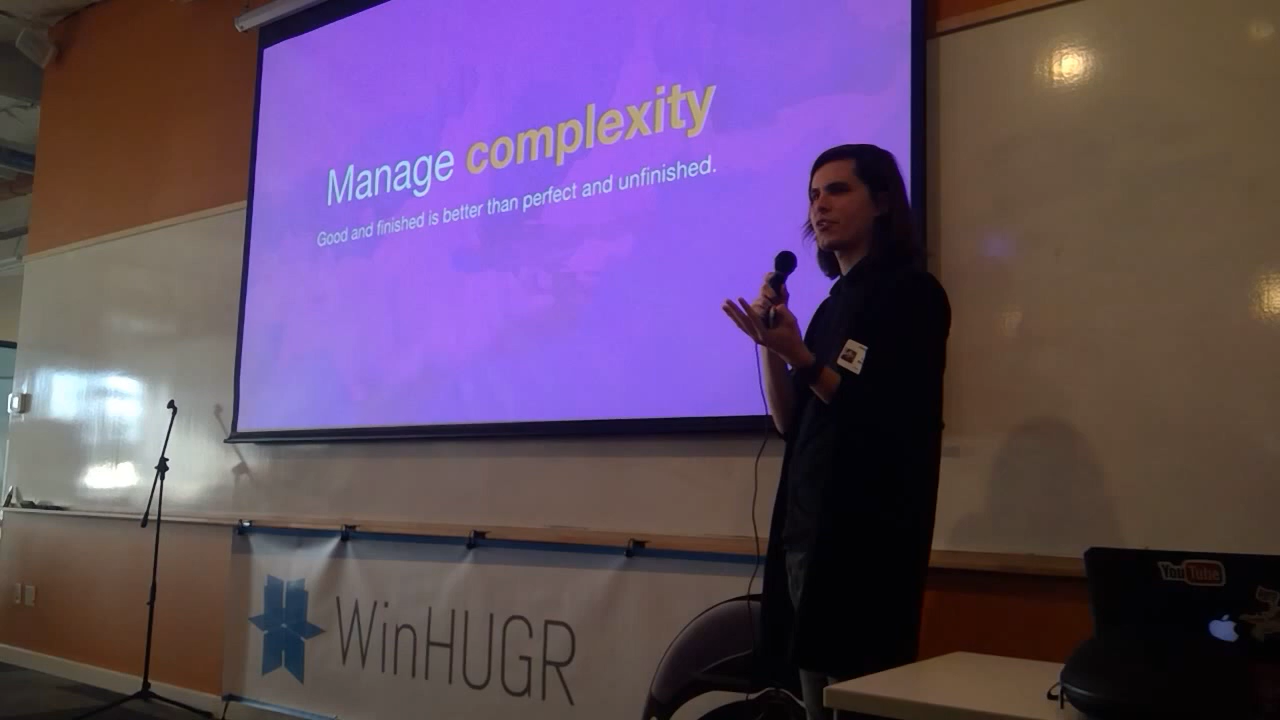 Manage complexity
Good and finished is better than perfect and unfinished.
WinHUGR
YouTube